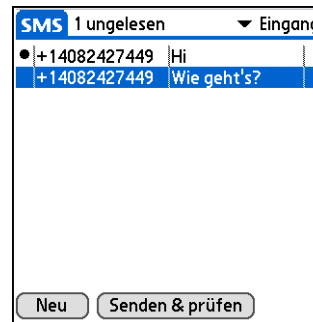 SMS 1 ungelesen Eingang
+14082427449 Hi
+14082427449 Wie geht's?
Neu Senden & prüfen